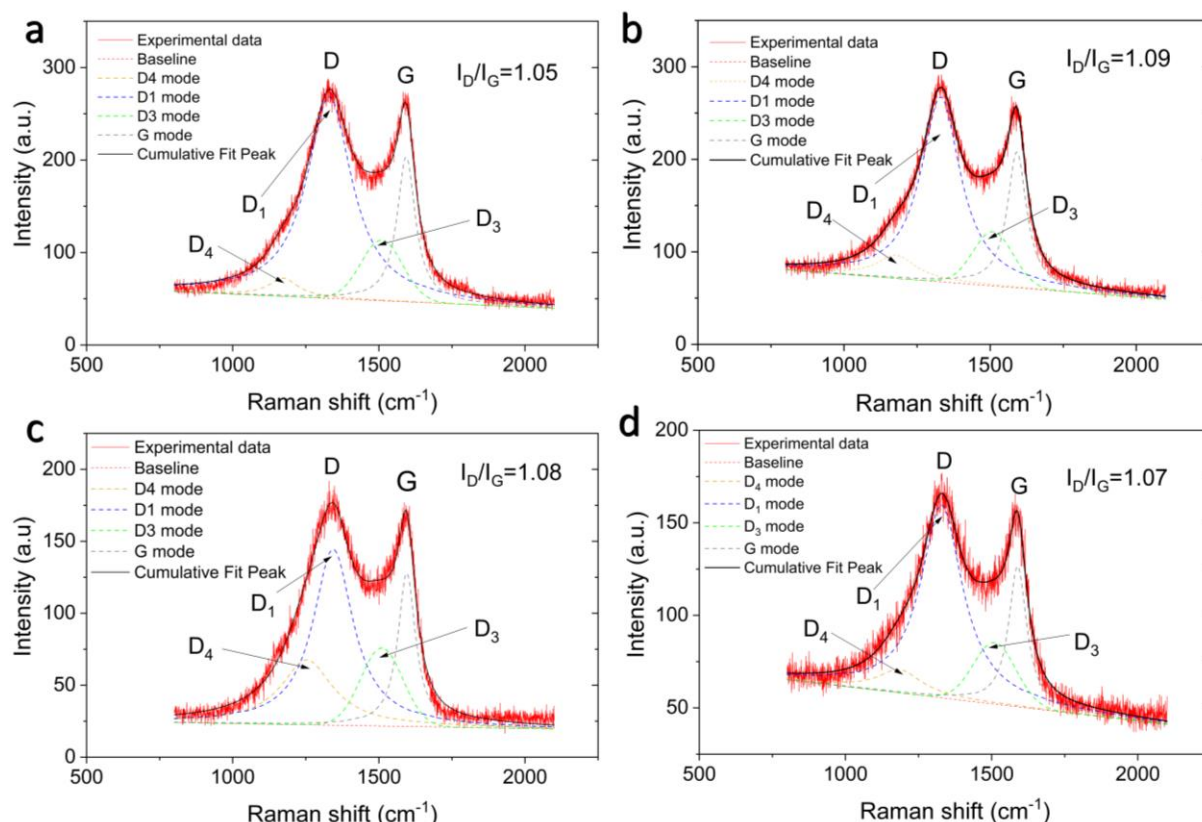 a
Experimental data
Baseline
D4 mode
D1 mode
D3 mode
G mode
Cumulative Fit Peak
D
G
I_D/I_G=1.05
D₁
D₄
D₃
300
200
100
0
500
1000
1500
2000
Intensity (a.u.)
Raman shift (cm⁻¹)
b
Experimental data
Baseline
D4 mode
D1 mode
D3 mode
G mode
Cumulative Fit Peak
D
G
I_D/I_G=1.09
D₁
D₄
D₃
300
200
100
0
500
1000
1500
2000
Intensity (a.u.)
Raman shift (cm⁻¹)
c
Experimental data
Baseline
D4 mode
D1 mode
D3 mode
G mode
Cumulative Fit Peak
D
G
I_D/I_G=1.08
D₁
D₄
D₃
200
150
100
50
0
500
1000
1500
2000
Intensity (a.u)
Raman shift (cm⁻¹)
d
Experimental data
Baseline
D₄ mode
D₁ mode
D₃ mode
G mode
Cumulative Fit Peak
D
G
I_D/I_G=1.07
D₁
D₄
D₃
200
150
100
50
500
1000
1500
2000
Intensity (a.u.)
Raman shift (cm⁻¹)